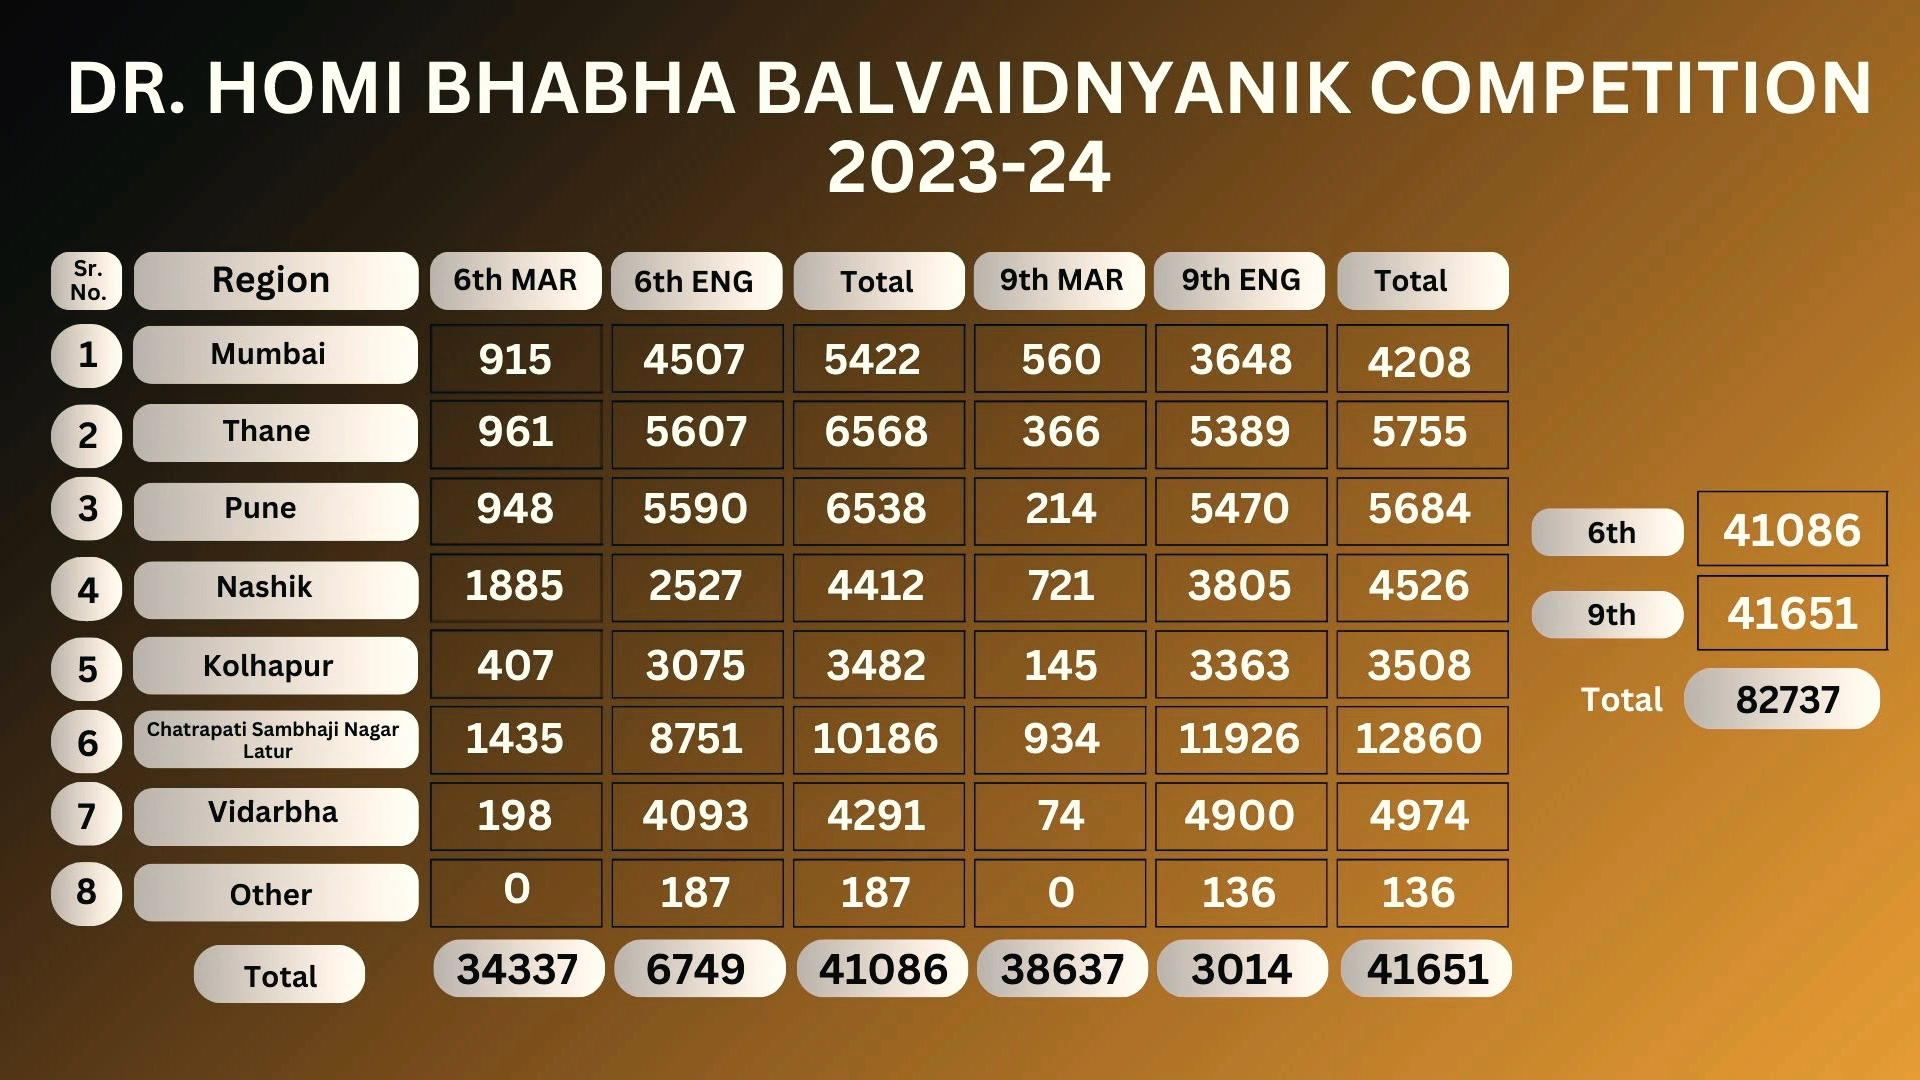 DR. HOMI BHABHA BALVAIDNYANIK COMPETITION
2023-24
Sr. No. Region 6th MAR 6th ENG Total 9th MAR 9th ENG Total
1 Mumbai 915 4507 5422 560 3648 4208
2 Thane 961 5607 6568 366 5389 5755
3 Pune 948 5590 6538 214 5470 5684
4 Nashik 1885 2527 4412 721 3805 4526
5 Kolhapur 407 3075 3482 145 3363 3508
6 Chatrapati Sambhaji Nagar Latur 1435 8751 10186 934 11926 12860
7 Vidarbha 198 4093 4291 74 4900 4974
8 Other 0 187 187 0 136 136
Total 34337 6749 41086 38637 3014 41651
6th 41086
9th 41651
Total 82737